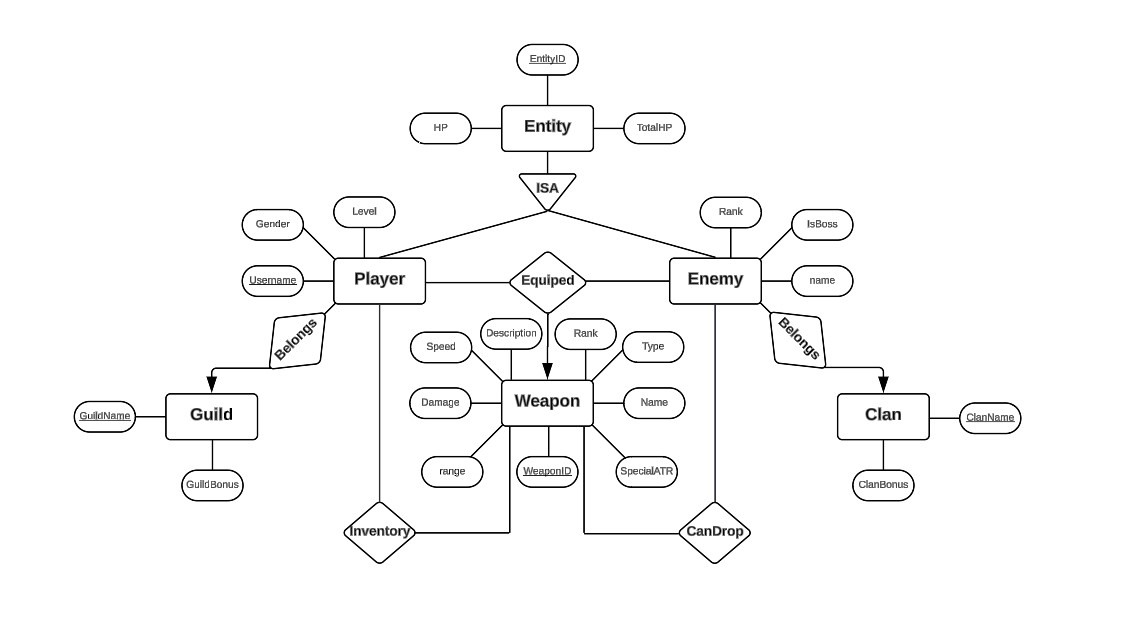 EntityID
HP
Entity
TotalHP
ISA
Gender
Level
Rank
IsBoss
Username
Player
Equiped
Enemy
name
Belongs
Belongs
Speed
Description
Rank
Type
Damage
Weapon
Name
GuildName
Guild
Clan
ClanName
range
WeaponID
SpecialATR
GuildBonus
ClanBonus
Inventory
CanDrop